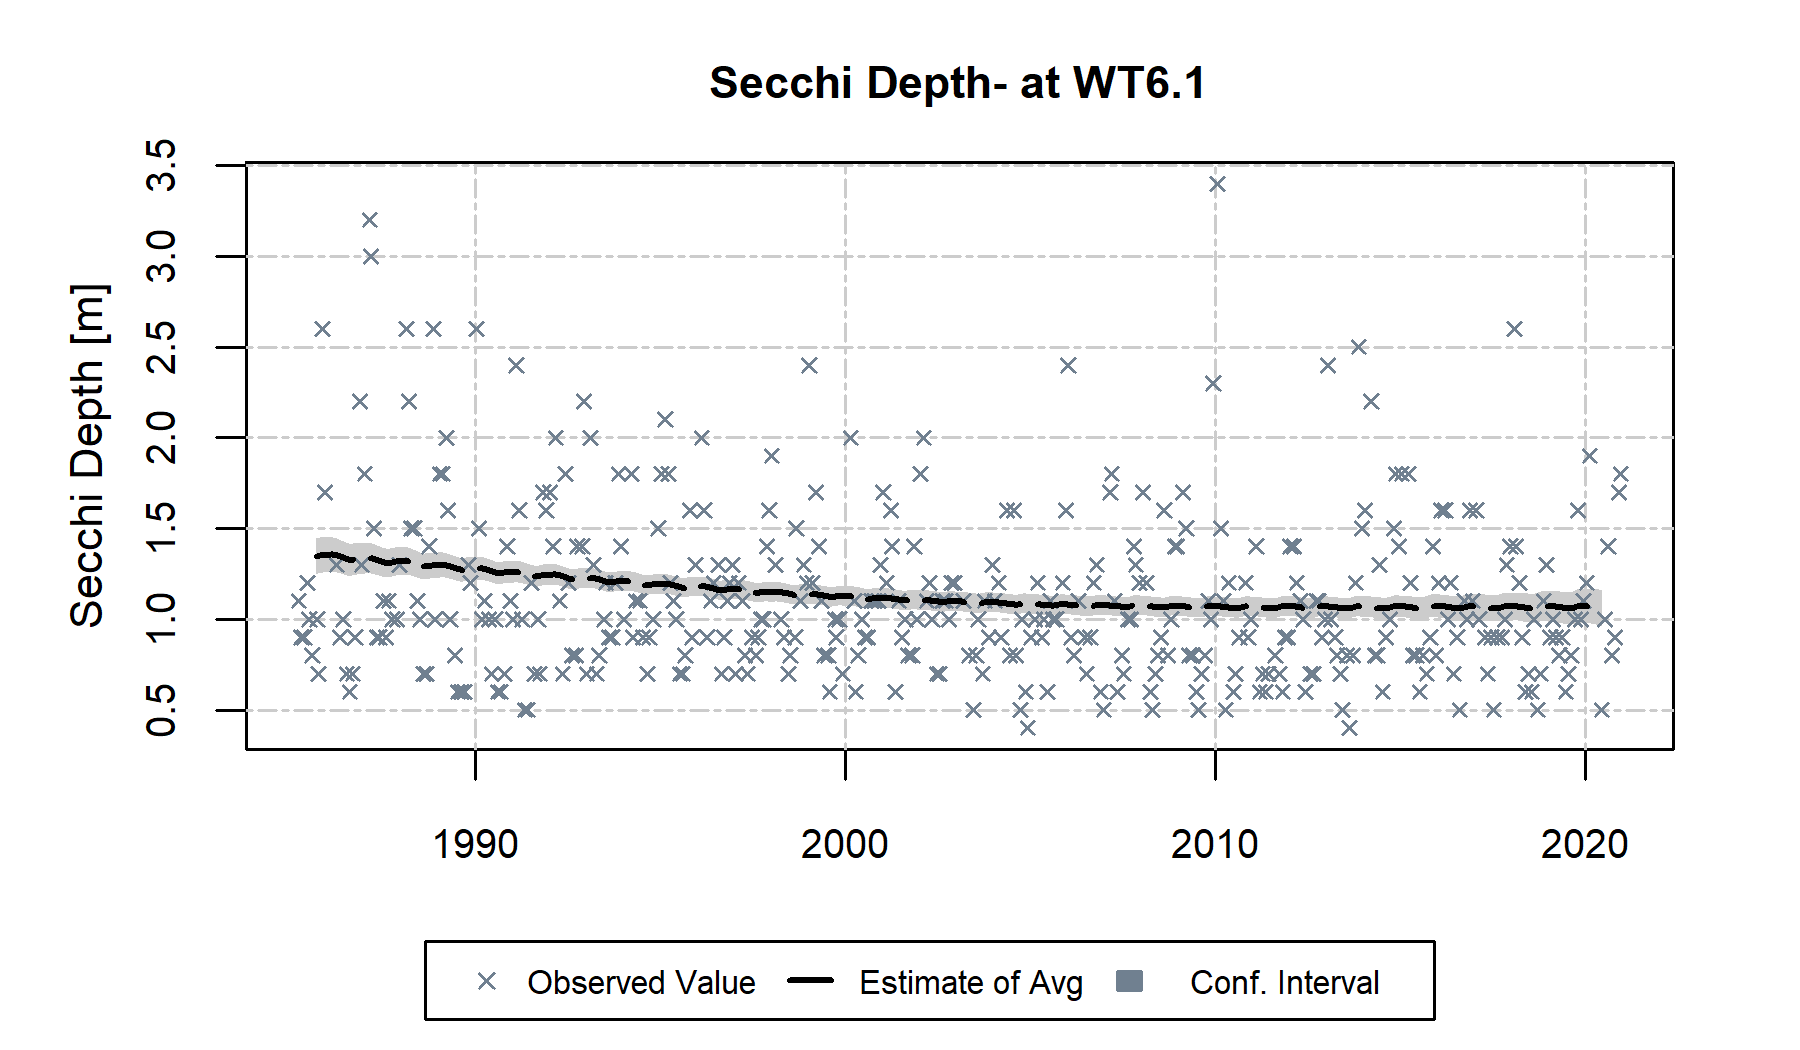 Secchi Depth- at WT6.1
Secchi Depth [m]
3.5
3.0
2.5
2.0
1.5
1.0
0.5
1990 2000 2010 2020
Observed Value Estimate of Avg Conf. Interval